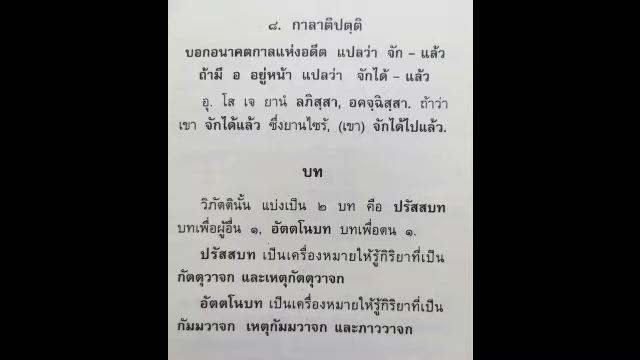 ๘. กาลาติปตฺติ
บอกอนาคตกาลแห่งอดีต แปลว่า จัก – แล้ว
ถ้ามี อ อยู่หน้า แปลว่า จักได้ – แล้ว
อุ. โส เจ ยานํ ลภิสฺสา, อคจฺฉิสฺสา. ถ้าว่า
เขา จักได้แล้ว ซึ่งยานไซร้, (เขา) จักได้ไปแล้ว.
บท
วิภัตตินั้น แบ่งเป็น ๒ บท คือ ปรัสสบท
บทเพื่อผู้อื่น ๑, อัตตโนบท บทเพื่อตน ๑.
ปรัสสบท เป็นเครื่องหมายให้รู้กิริยาที่เป็น
กัตตุวาจก และเหตุกัตตุวาจก
อัตตโนบท เป็นเครื่องหมายให้รู้กิริยาที่เป็น
กัมมวาจก เหตุกัมมวาจก และภาววาจก